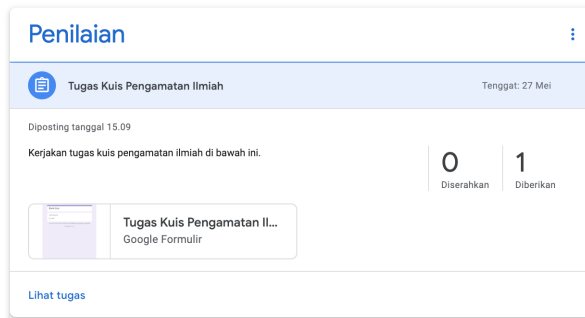 Penilaian
Tugas Kuis Pengamatan Ilmiah
Tenggat: 27 Mei
Diposting tanggal 15.09
Kerjakan tugas kuis pengamatan ilmiah di bawah ini.
0
Diserahkan
1
Diberikan
Tugas Kuis Pengamatan Il...
Google Formulir
Lihat tugas